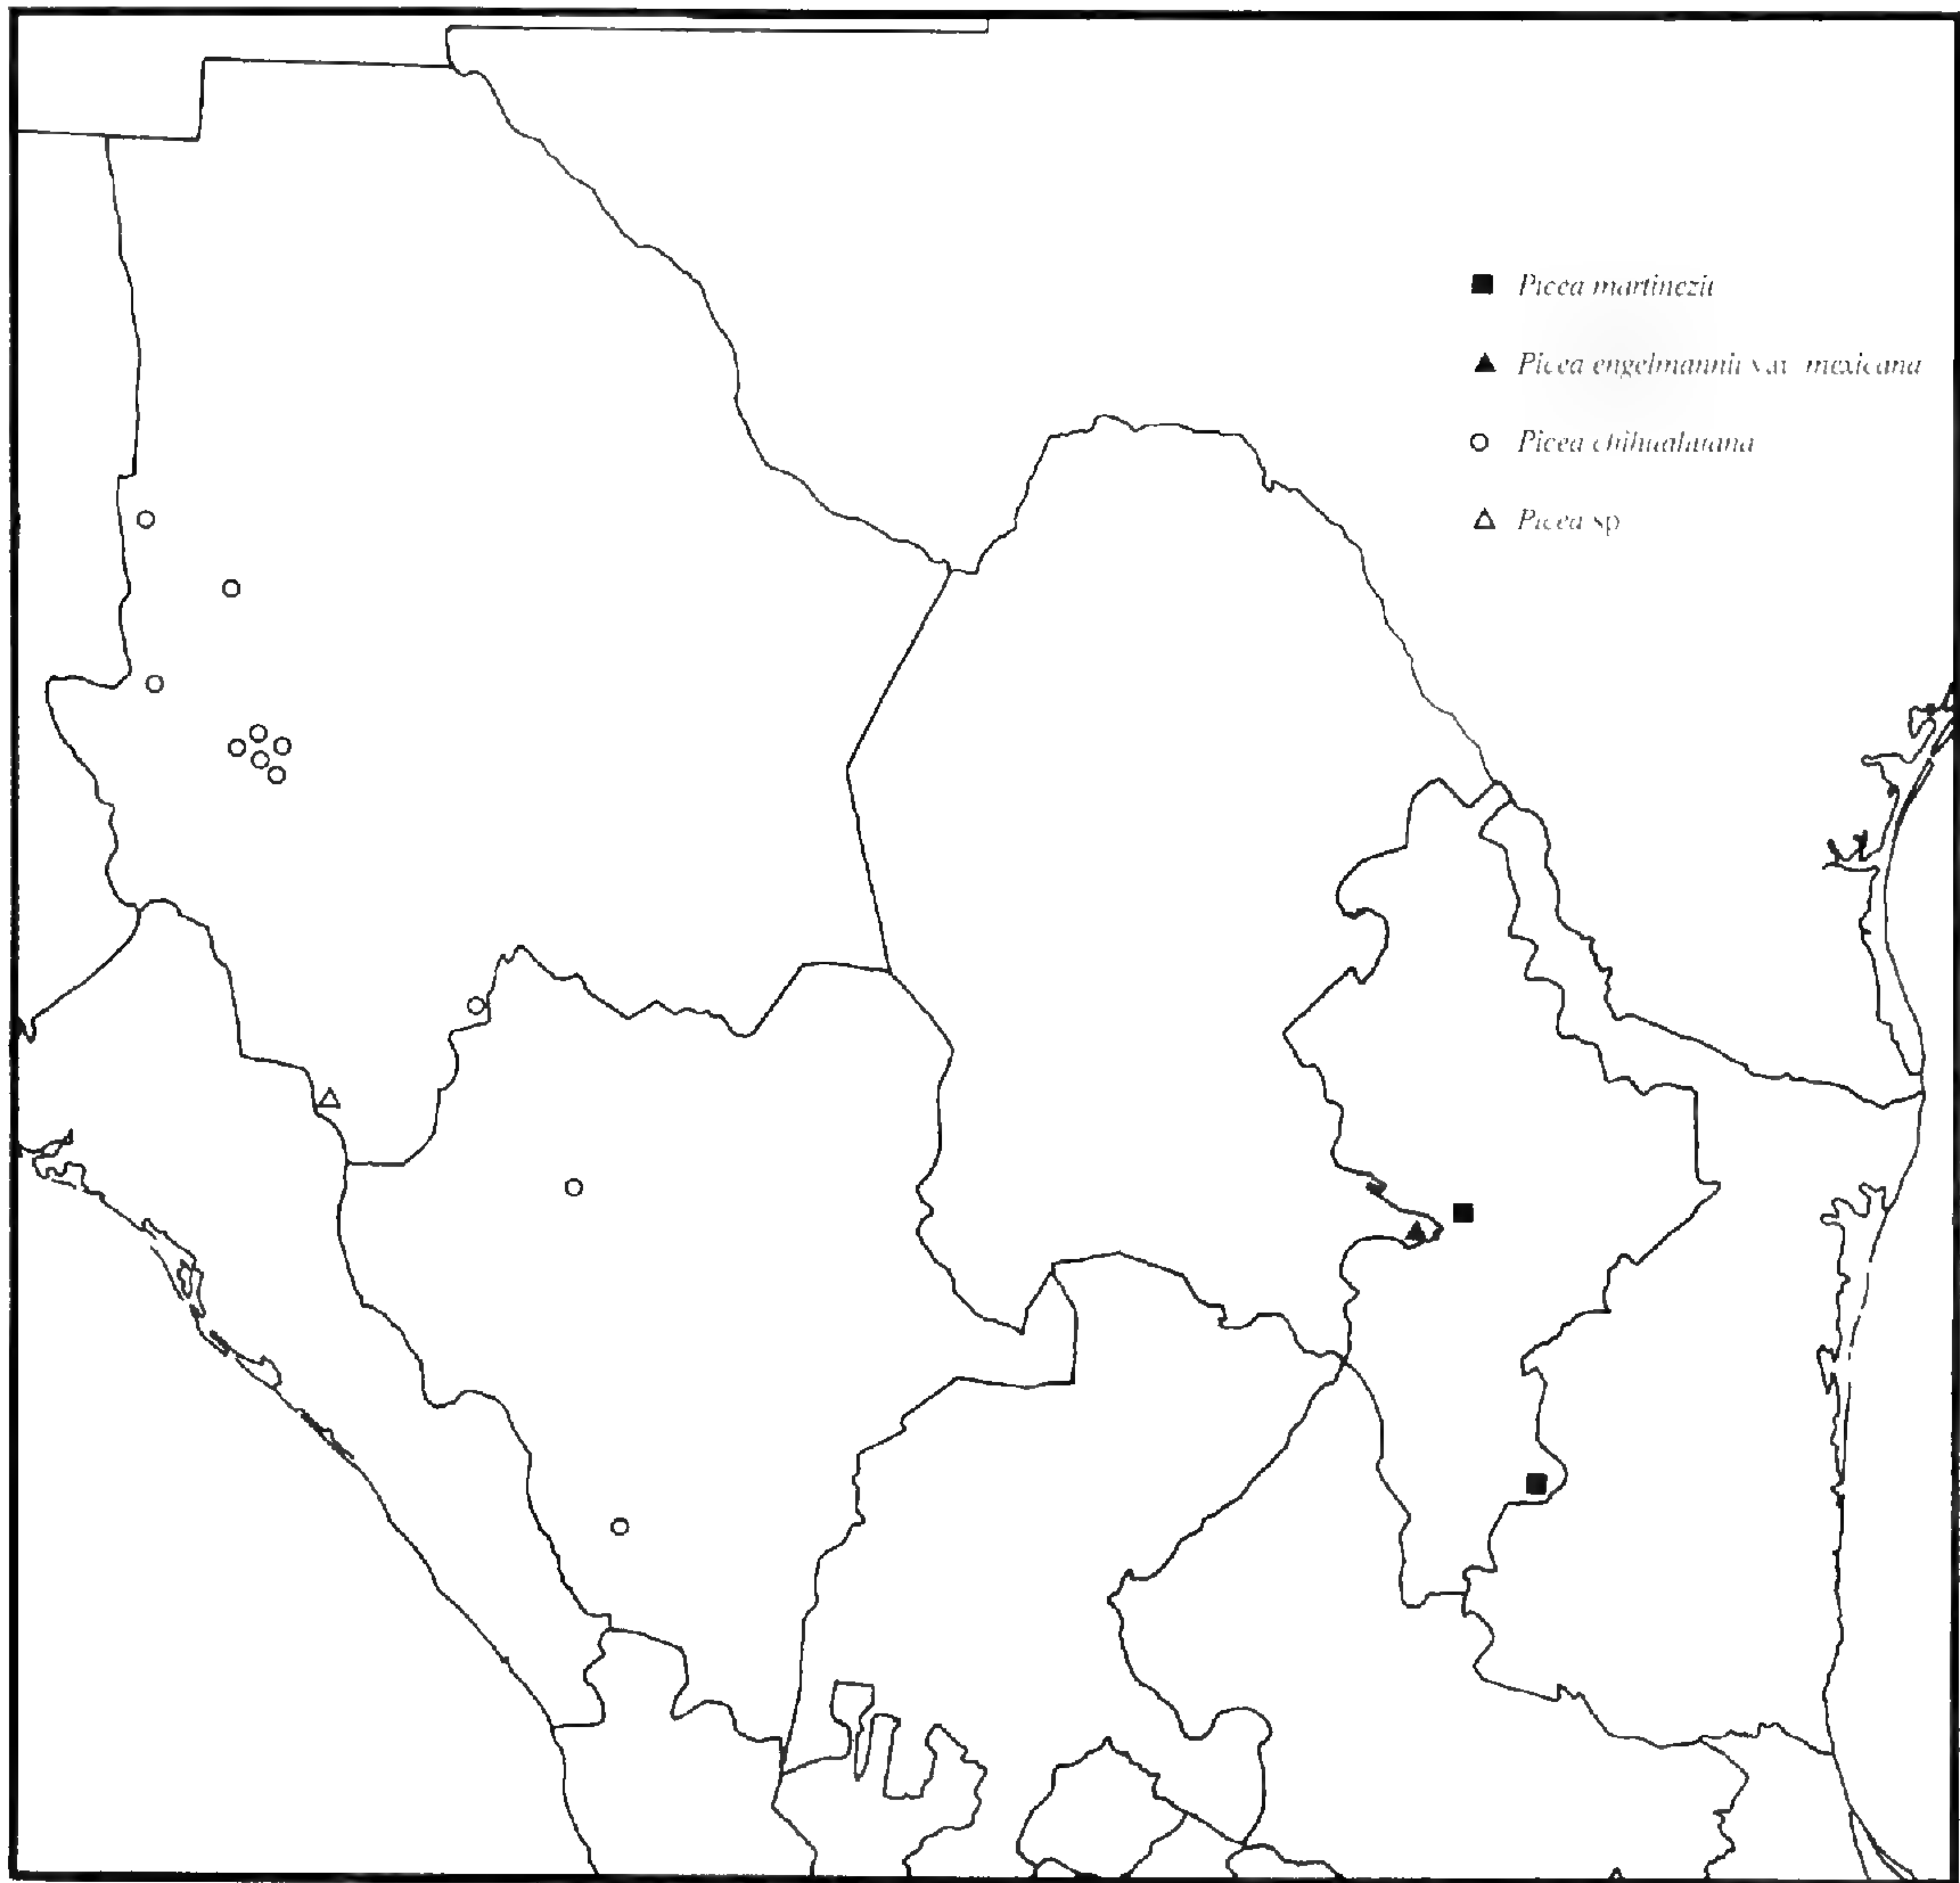 Picea martinezii
Picea engelmannii var. mexicana
Picea chihuahuana
Picea sp